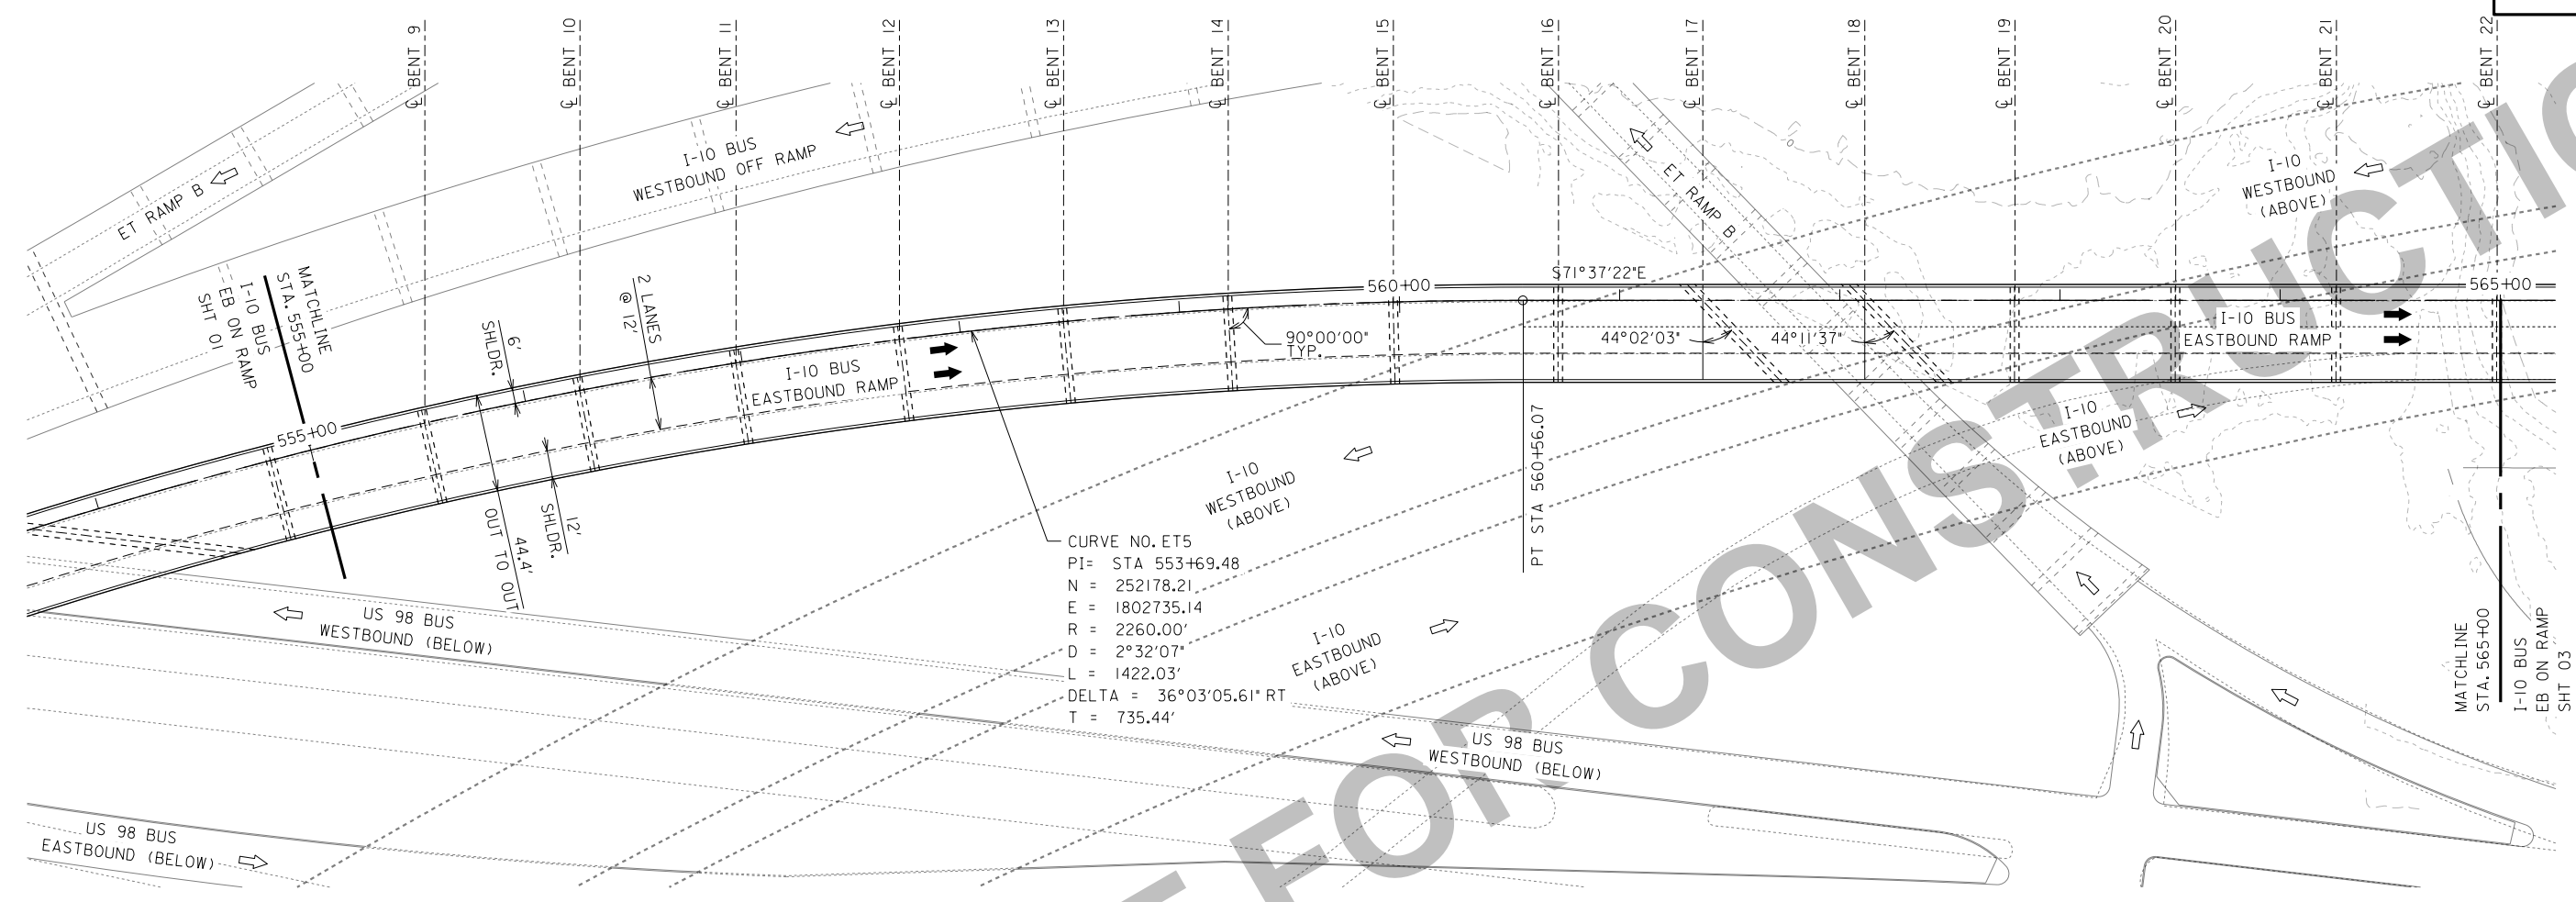 ℄ BENT 9
℄ BENT 10
℄ BENT 11
℄ BENT 12
℄ BENT 13
℄ BENT 14
℄ BENT 15
℄ BENT 16
℄ BENT 17
℄ BENT 18
℄ BENT 19
℄ BENT 20
℄ BENT 21
℄ BENT 22
ET RAMP B
I-10 BUS
WESTBOUND OFF RAMP
ET RAMP B
I-10
WESTBOUND
(ABOVE)
MATCHLINE
STA. 555+00
I-10 BUS
EB ON RAMP
SHT 01
555+00
6'
SHLDR.
2 LANES
@ 12'
I-10 BUS
EASTBOUND RAMP
44.4'
OUT TO OUT
12'
SHLDR.
90°00'00"
TYP.
560+00
S71°37'22"E
44°02'03"
44°11'37"
PT STA 560+56.07
I-10 BUS
EASTBOUND RAMP
565+00
I-10
EASTBOUND
(ABOVE)
I-10
WESTBOUND
(ABOVE)
CURVE NO. ET5
PI= STA 553+69.48
N = 252178.21
E = 1802735.14
R = 2260.00'
D = 2°32'07"
L = 1422.03'
DELTA = 36°03'05.61" RT
T = 735.44'
I-10
EASTBOUND
(ABOVE)
US 98 BUS
WESTBOUND (BELOW)
US 98 BUS
WESTBOUND (BELOW)
US 98 BUS
EASTBOUND (BELOW)
MATCHLINE
STA. 565+00
I-10 BUS
EB ON RAMP
SHT 03
FOR CONSTRUCTIO